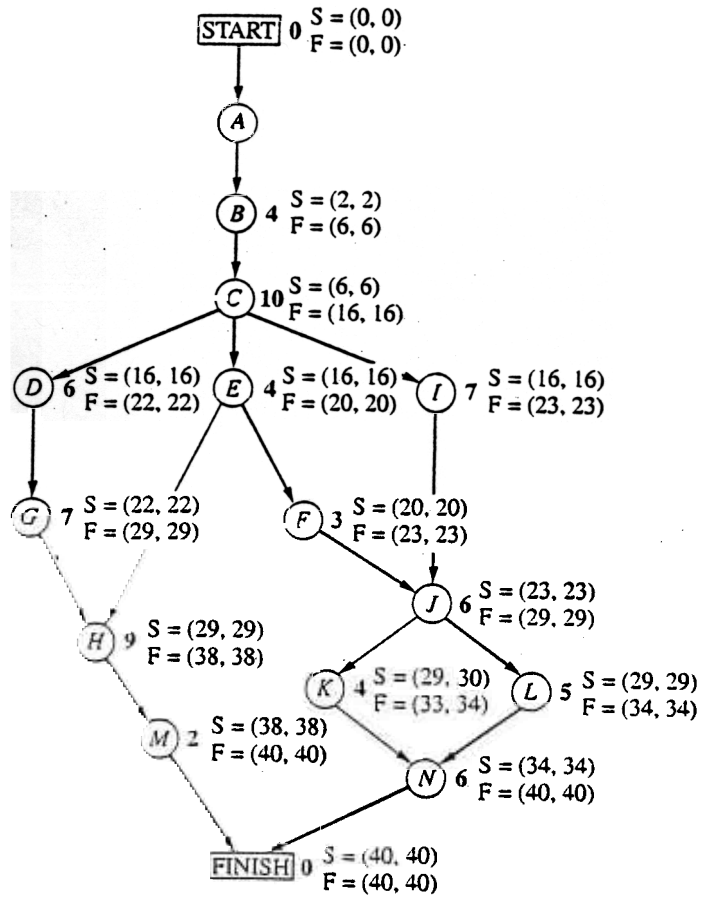 START 0 S = (0, 0)
F = (0, 0)
A
B 4 S = (2, 2)
F = (6, 6)
C 10 S = (6, 6)
F = (16, 16)
D 6 S = (16, 16)
F = (22, 22)
E 4 S = (16, 16)
F = (20, 20)
I 7 S = (16, 16)
F = (23, 23)
G 7 S = (22, 22)
F = (29, 29)
F 3 S = (20, 20)
F = (23, 23)
J 6 S = (23, 23)
F = (29, 29)
H 9 S = (29, 29)
F = (38, 38)
K 4 S = (29, 30)
F = (33, 34)
L 5 S = (29, 29)
F = (34, 34)
M 2 S = (38, 38)
F = (40, 40)
N 6 S = (34, 34)
F = (40, 40)
FINISH 0 S = (40, 40)
F = (40, 40)